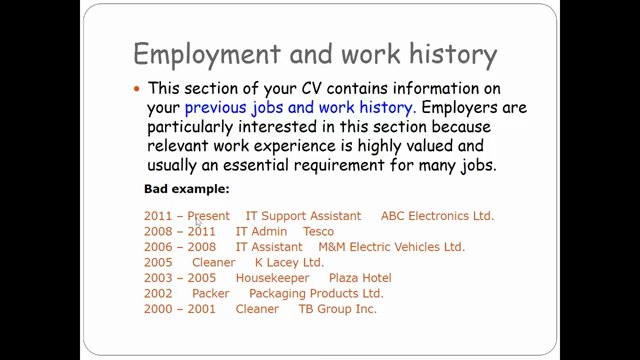 Employment and work history
• This section of your CV contains information on
your previous jobs and work history. Employers are
particularly interested in this section because
relevant work experience is highly valued and
usually an essential requirement for many jobs.
Bad example:
2011 – Present IT Support Assistant ABC Electronics Ltd.
2008 – 2011 IT Admin Tesco
2006 – 2008 IT Assistant M&M Electric Vehicles Ltd.
2005 Cleaner K Lacey Ltd.
2003 – 2005 Housekeeper Plaza Hotel
2002 Packer Packaging Products Ltd.
2000 – 2001 Cleaner TB Group Inc.